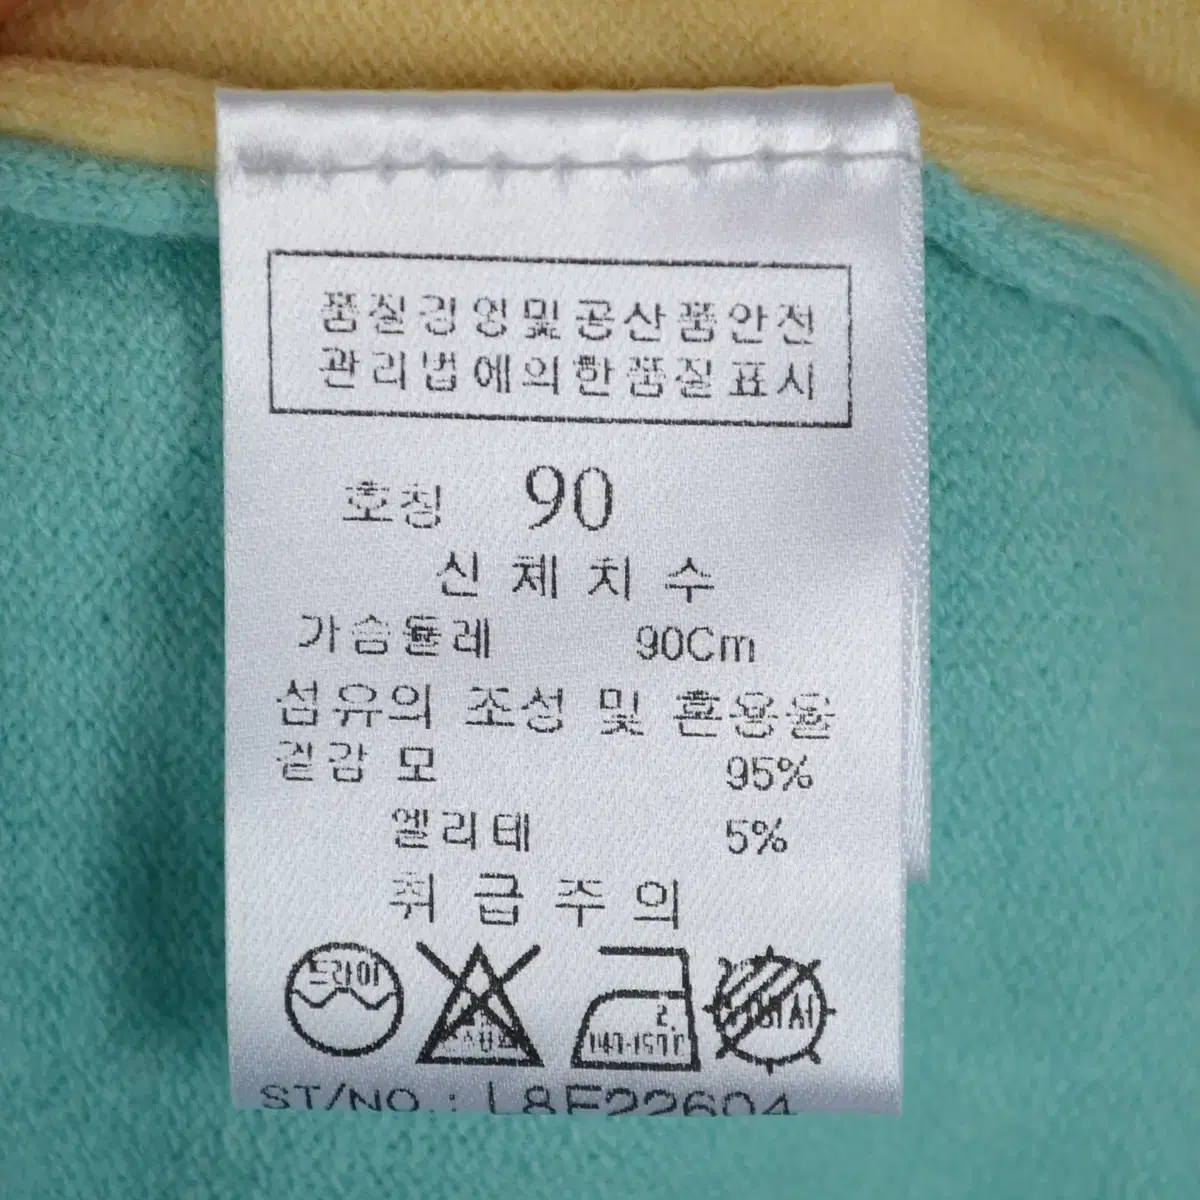 품질경영및공산품안전
관리법에의한품질표시
호칭 90
신체치수
가슴둘레 90Cm
섬유의 조성 및 혼용율
겉감 모 95%
엘리테 5%
취급주의
드라이
2.
ST/NO.: L8F22604